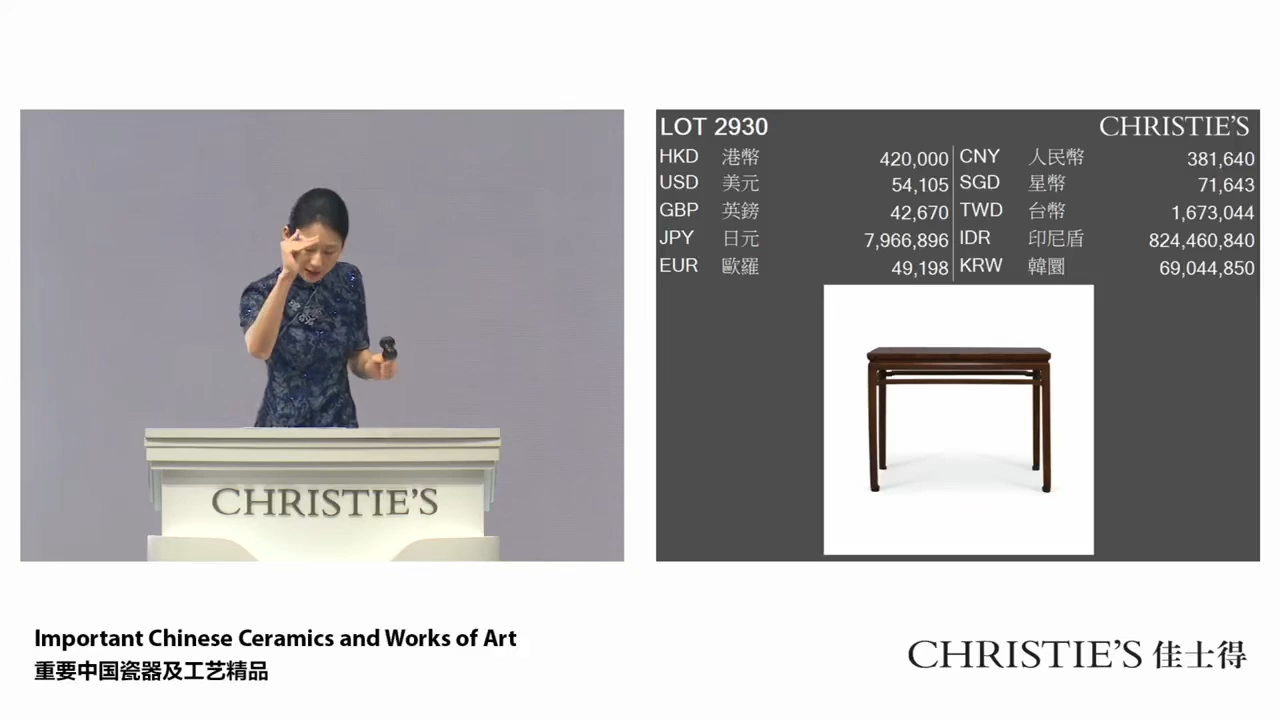 CHRISTIE'S
LOT 2930
CHRISTIE'S
HKD 港幣 420,000 CNY 人民幣 381,640
USD 美元 54,105 SGD 星幣 71,643
GBP 英鎊 42,670 TWD 台幣 1,673,044
JPY 日元 7,966,896 IDR 印尼盾 824,460,840
EUR 歐羅 49,198 KRW 韓圜 69,044,850
Important Chinese Ceramics and Works of Art
重要中国瓷器及工艺精品
CHRISTIE'S 佳士得